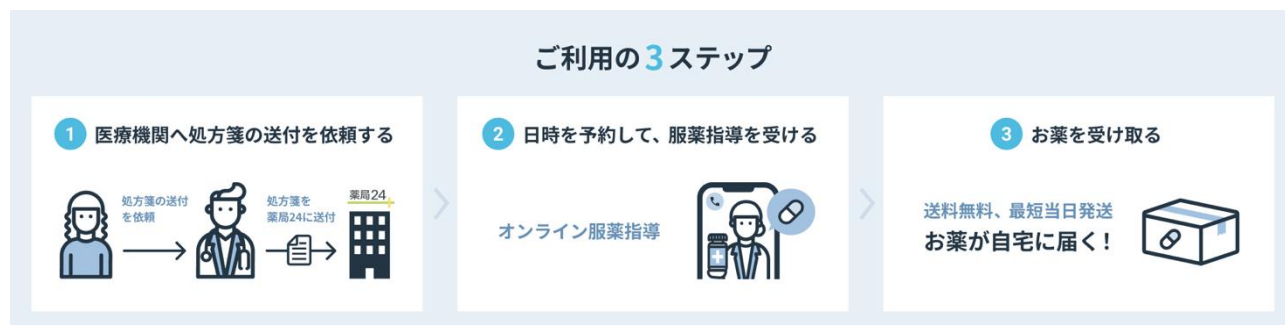 ご利用の3ステップ
1 医療機関へ処方箋の送付を依頼する
処方箋の送付
を依頼
処方箋を
薬局24に送付
薬局24
2 日時を予約して、服薬指導を受ける
オンライン服薬指導
3 お薬を受け取る
送料無料、最短当日発送
お薬が自宅に届く!